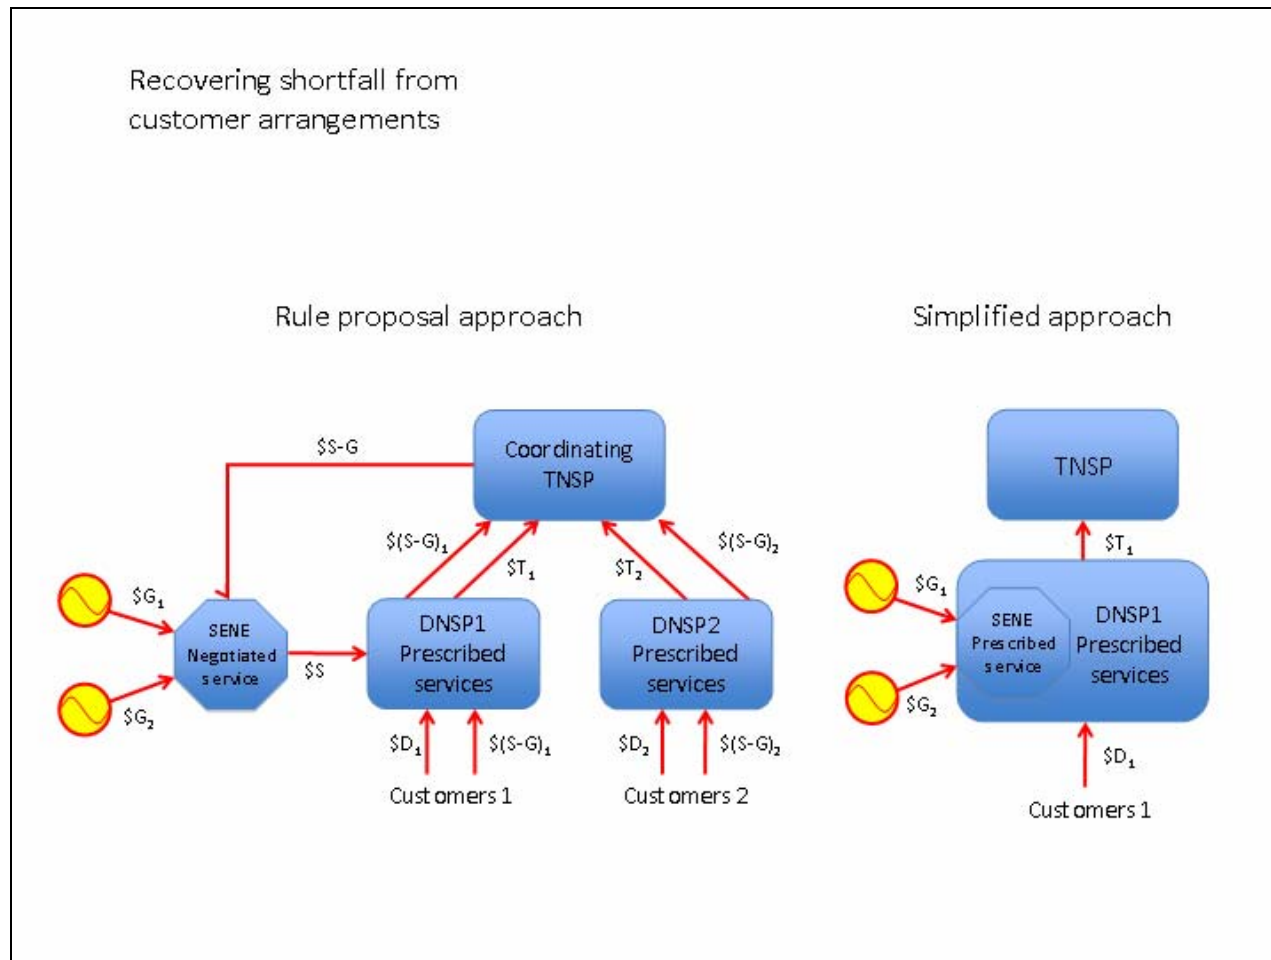 Recovering shortfall from
customer arrangements
Rule proposal approach
Simplified approach
$S-G
Coordinating
TNSP
TNSP
$(S-G)₁
$T₁
$T₂
$(S-G)₂
$T₁
$G₁
$G₂
SENE
Negotiated
service
$S
DNSP1
Prescribed
services
DNSP2
Prescribed
services
$G₁
$G₂
SENE
Prescribed
service
DNSP1
Prescribed
services
$D₁
$(S-G)₁
$D₂
$(S-G)₂
$D₁
Customers 1
Customers 2
Customers 1